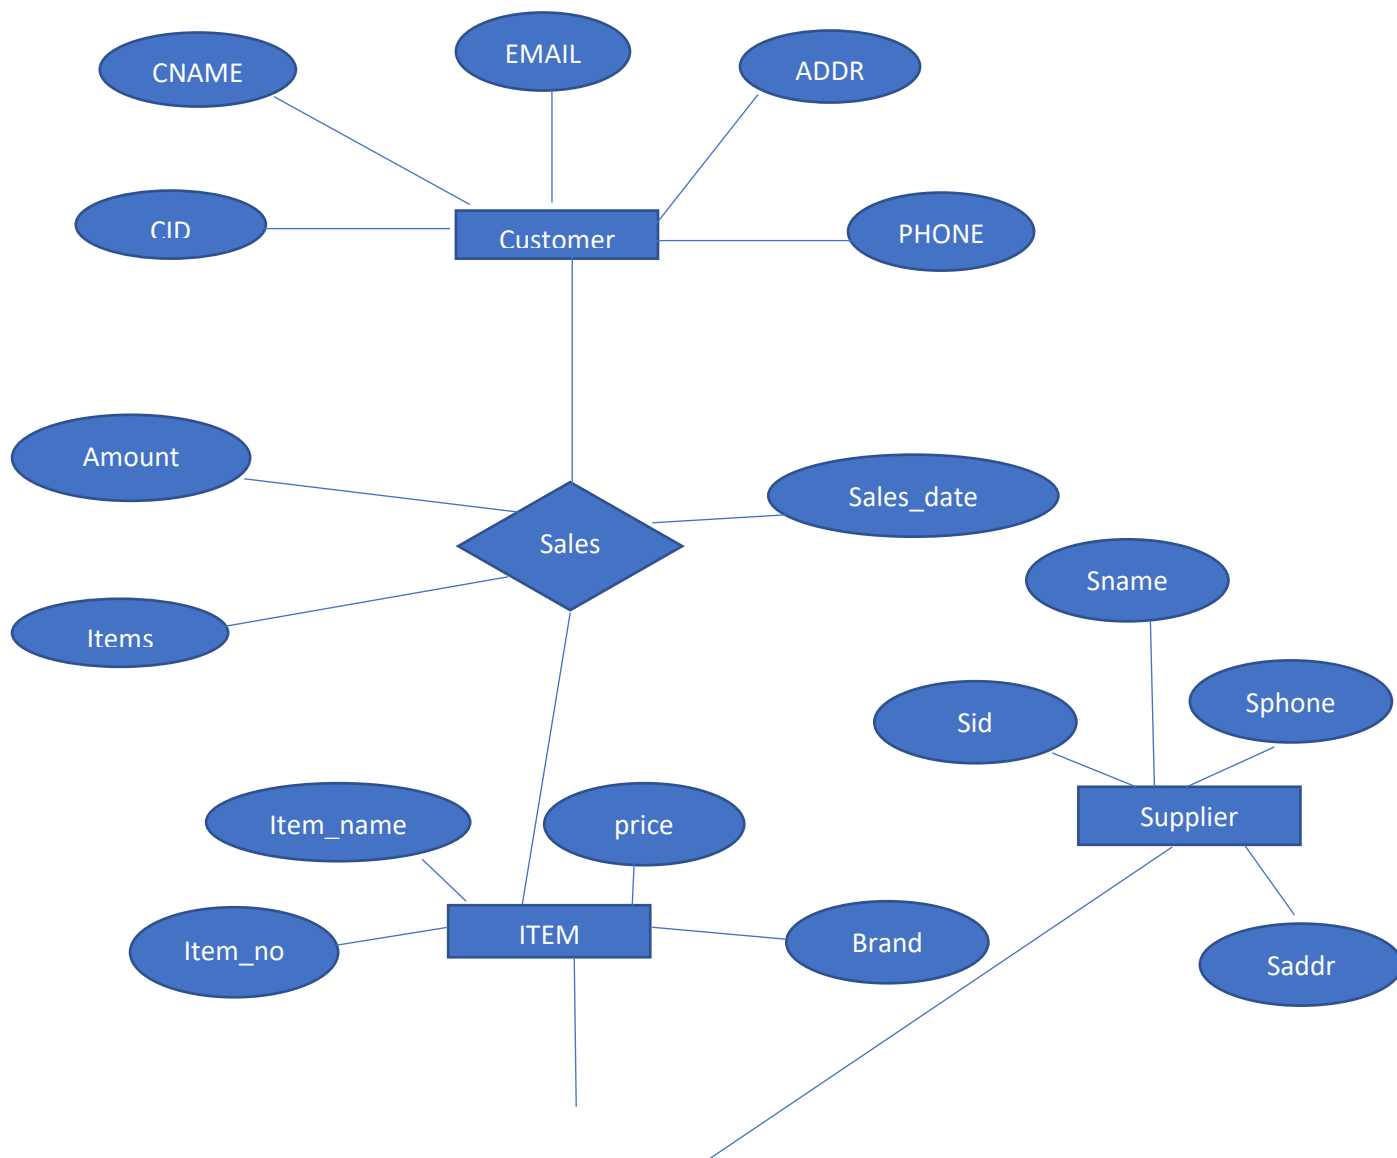 CNAME
EMAIL
ADDR
CID
Customer
PHONE
Amount
Sales_date
Sales
Sname
Items
Sid
Sphone
Item_name
price
Supplier
Item_no
ITEM
Brand
Saddr